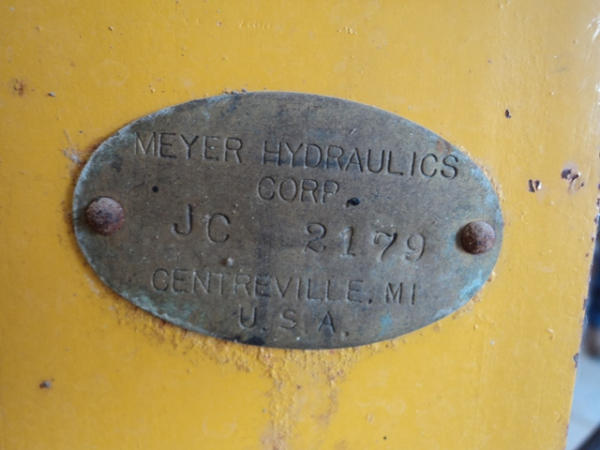 MEYER HYDRAULICS
CORP.
JC 2179
CENTREVILLE, MI
U.S.A.